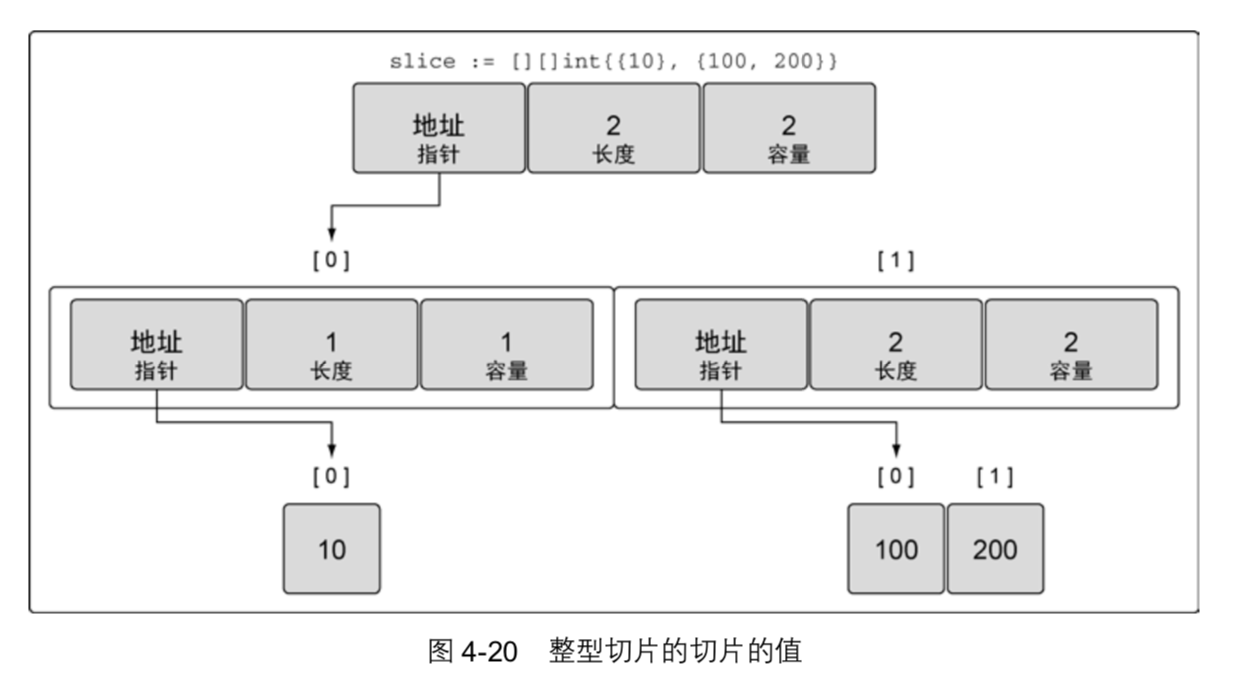 slice := [][]int{{10}, {100, 200}}
地址 2 2
指针 长度 容量
[0] [1]
地址 1 1 地址 2 2
指针 长度 容量 指针 长度 容量
[0] [0] [1]
10 100 200
图 4-20 整型切片的切片的值